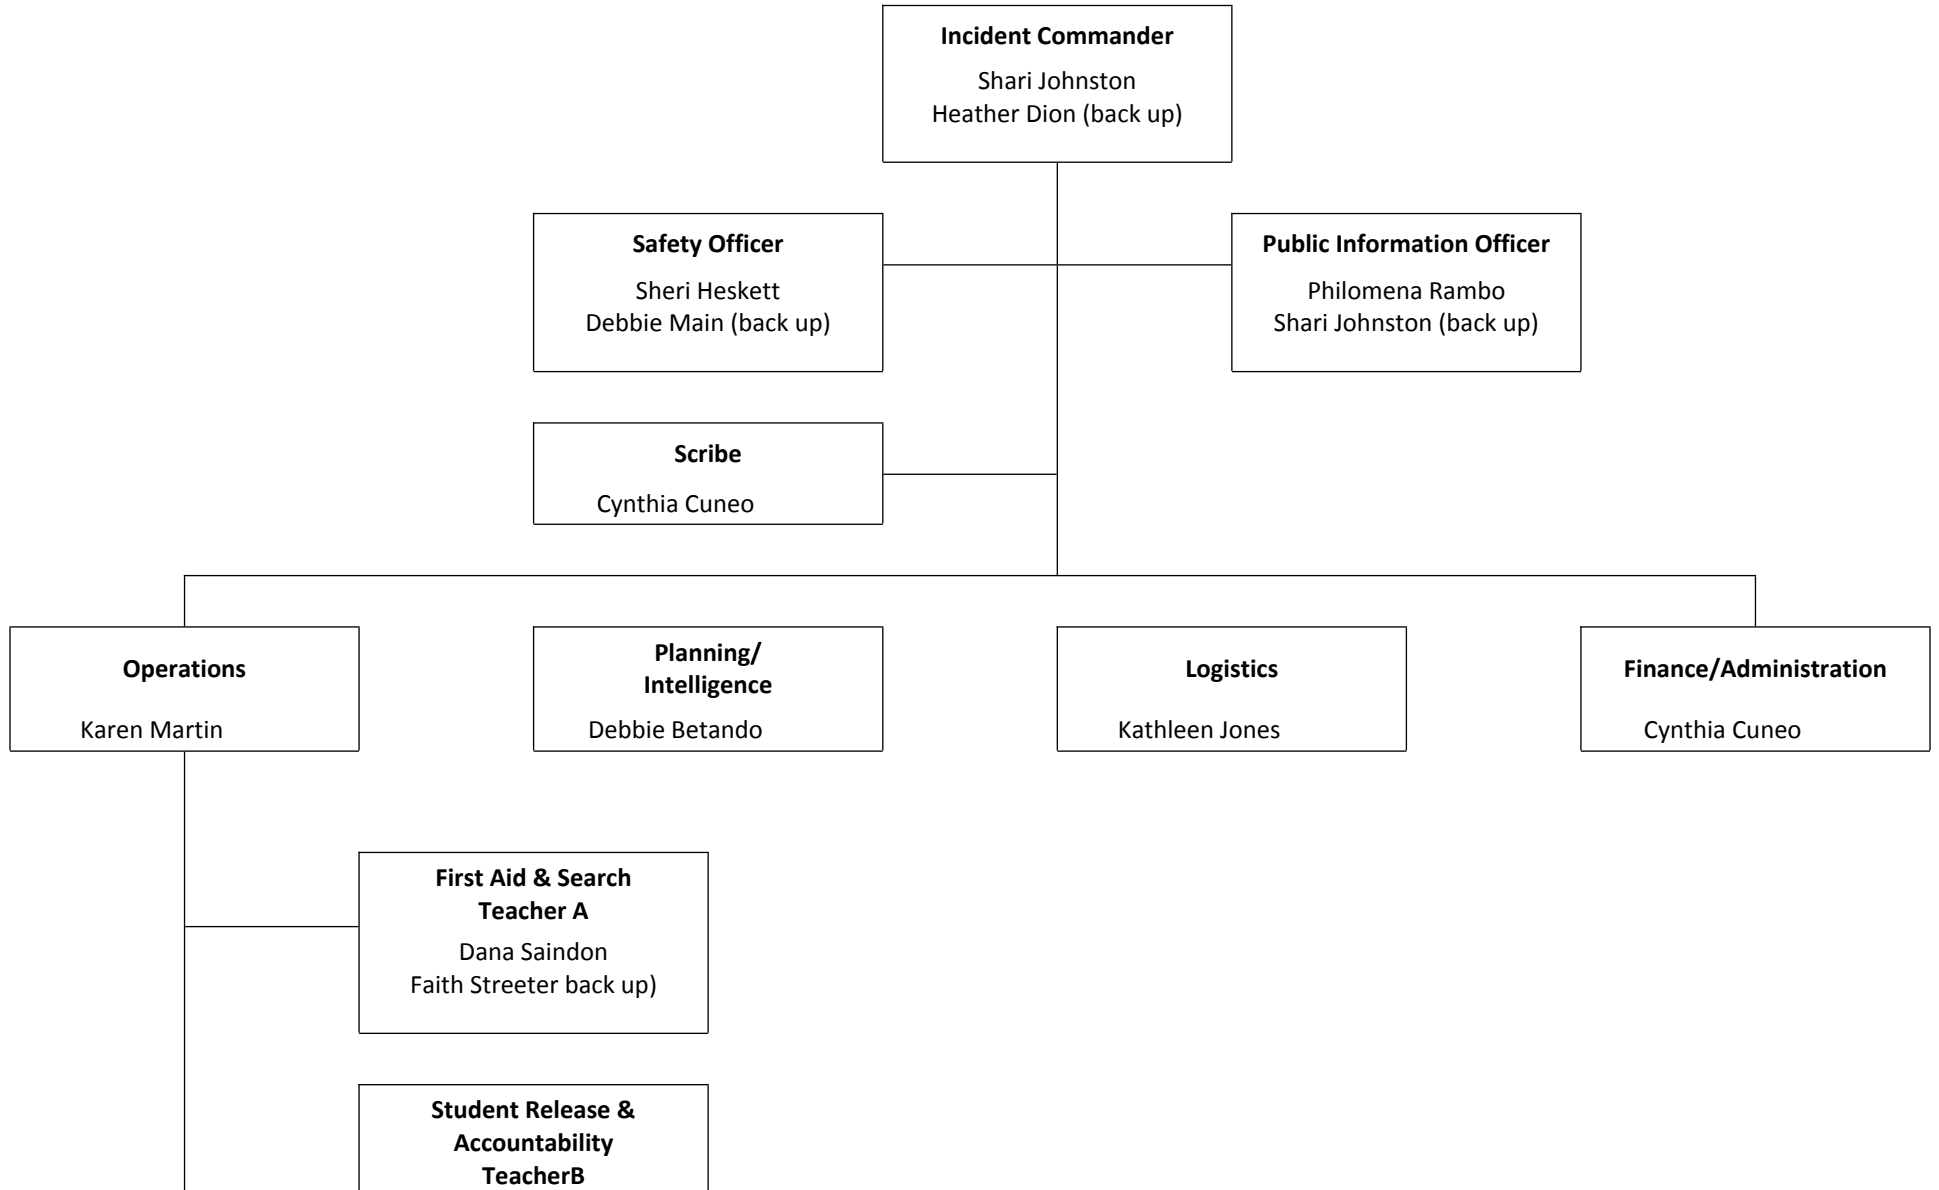 Incident Commander
Shari Johnston
Heather Dion (back up)
Safety Officer
Sheri Heskett
Debbie Main (back up)
Public Information Officer
Philomena Rambo
Shari Johnston (back up)
Scribe
Cynthia Cuneo
Operations
Karen Martin
Planning/
Intelligence
Debbie Betando
Logistics
Kathleen Jones
Finance/Administration
Cynthia Cuneo
First Aid & Search
Teacher A
Dana Saindon
Faith Streeter back up)
Student Release &
Accountability
TeacherB